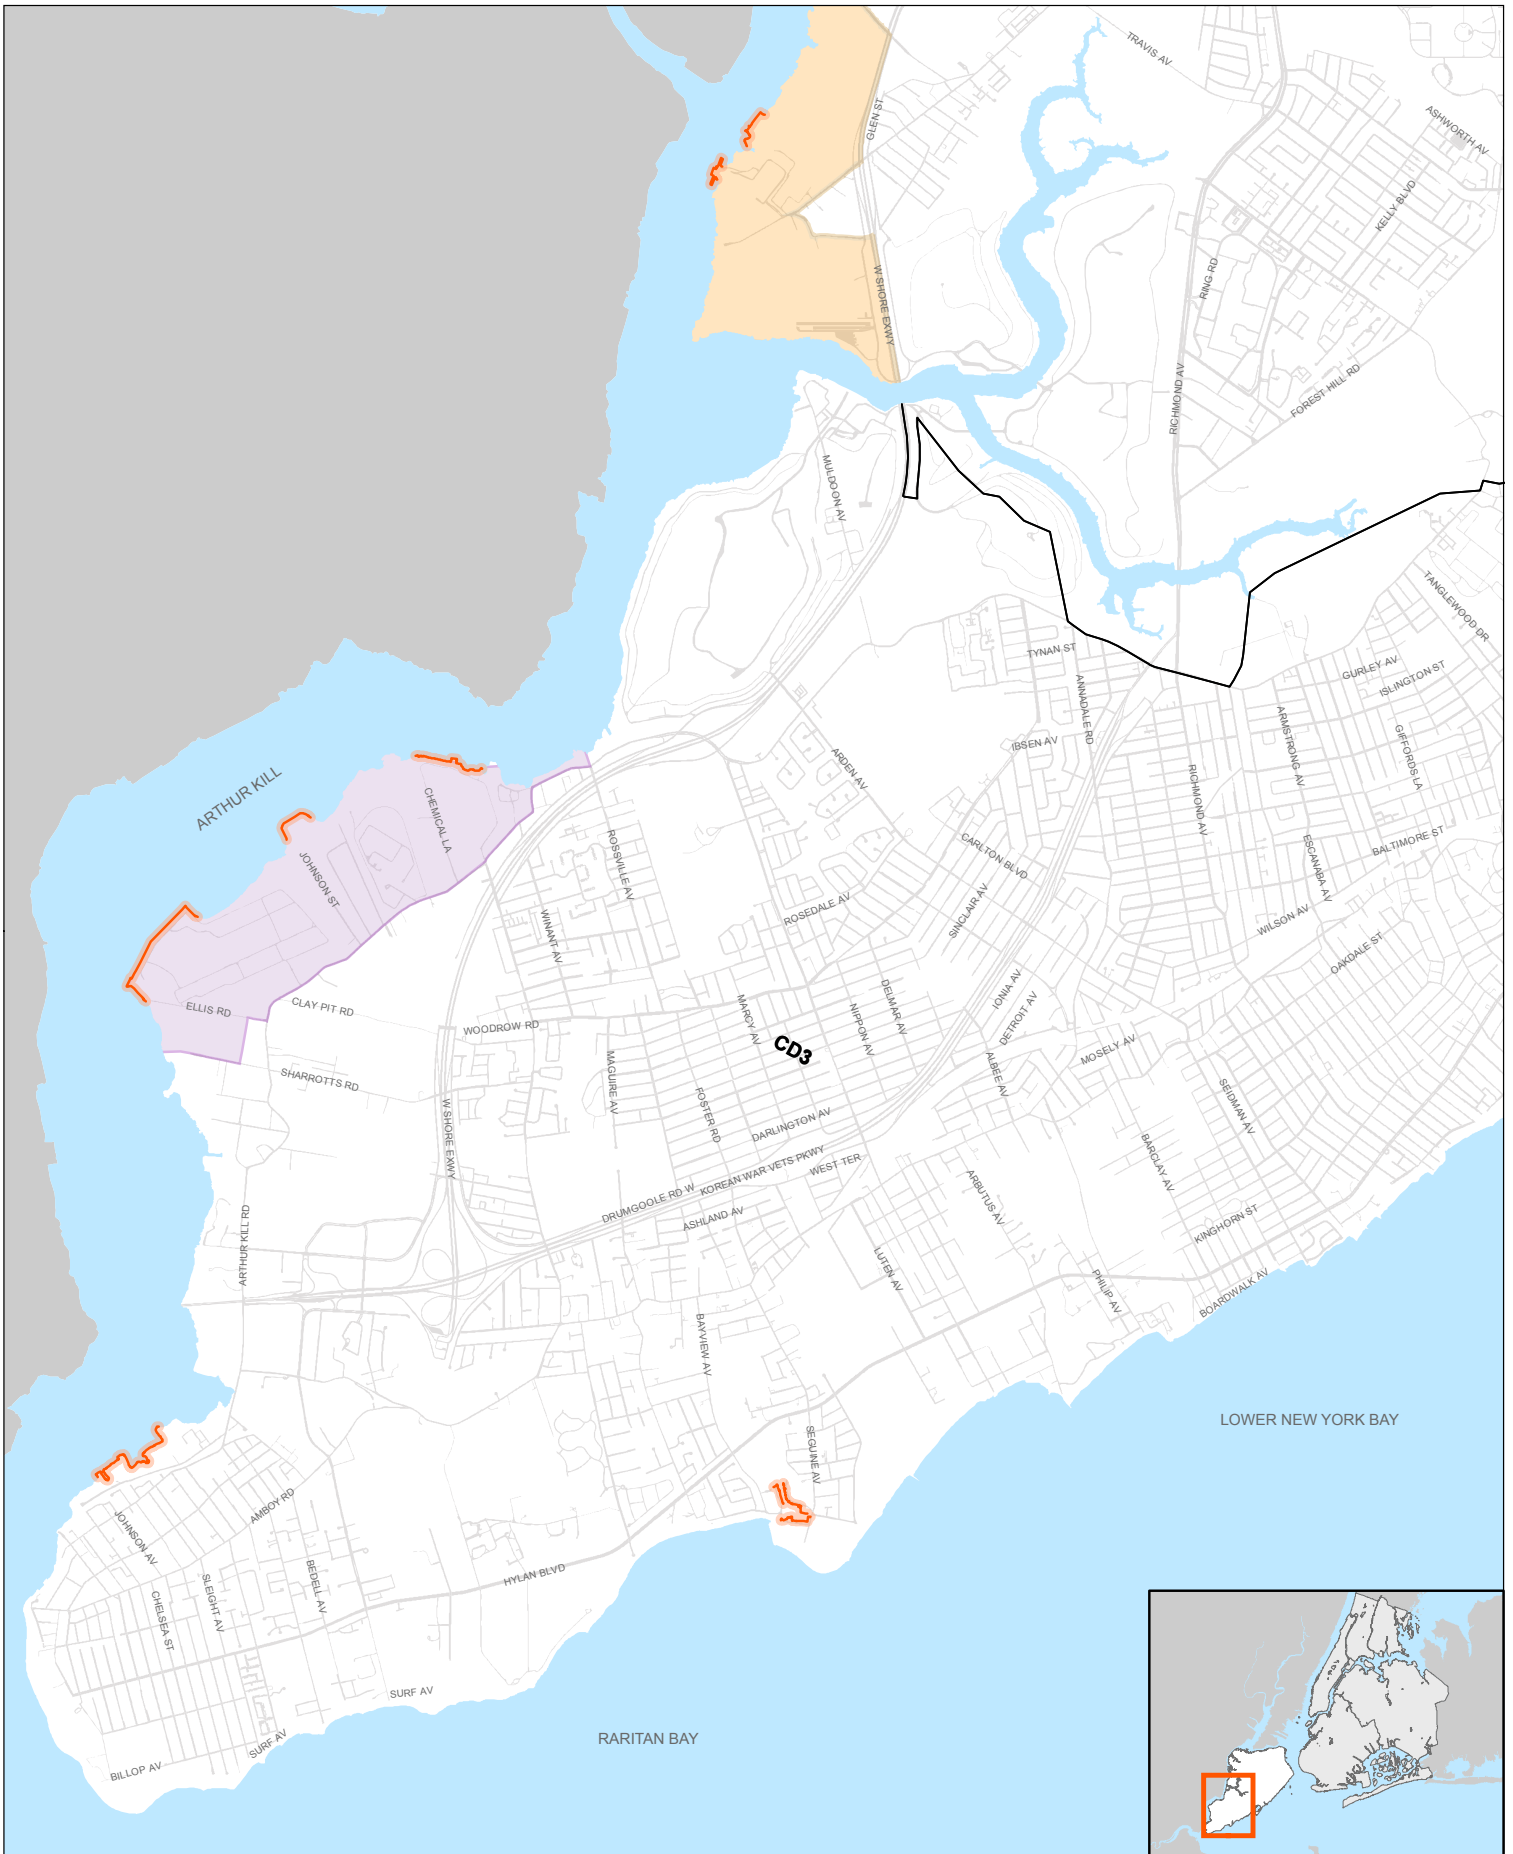 TRAVIS AV
GLEN ST
ASHWORTH AV
KELLY BLVD
RING RD
W SHORE EXWY
RICHMOND AV
FOREST HILL RD
MULDOON AV
TANGLEWOOD DR
TYNAN ST
GURLEY AV
ISLINGTON ST
ANNADALE RD
ARMSTRONG AV
GIFFORDS LA
IBSEN AV
ARDEN AV
RICHMOND AV
ARTHUR KILL
CHEMICAL LA
ROSSVILLE AV
CARLTON BLVD
BALTIMORE ST
ESCANABA AV
JOHNSON ST
ROSEDALE AV
SINCLAIR AV
WINANT AV
WILSON AV
OAKDALE ST
ELLIS RD
CLAY PIT RD
WOODROW RD
MARCY AV
NIPPON AV
DELMAR AV
IONIA AV
DETROIT AV
CD3
MOSELY AV
ALBEE AV
SHARROTTS RD
MAGUIRE AV
FOSTER RD
DARLINGTON AV
SEIDMAN AV
W SHORE EXWY
BARCLAY AV
KOREAN WAR VETS PKWY
WEST TER
DRUMGOOLE RD W
ASHLAND AV
ARBUTUS AV
KINGHORN ST
ARTHUR KILL RD
LUTEN AV
PHILIP AV
BOARDWALK AV
BAYVIEW AV
LOWER NEW YORK BAY
SEGUINE AV
AMBOY RD
JOHNSON AV
HYLAN BLVD
BEDELL AV
SLEIGHT AV
CHELSEA ST
SURF AV
SURF AV
RARITAN BAY
BILLOP AV